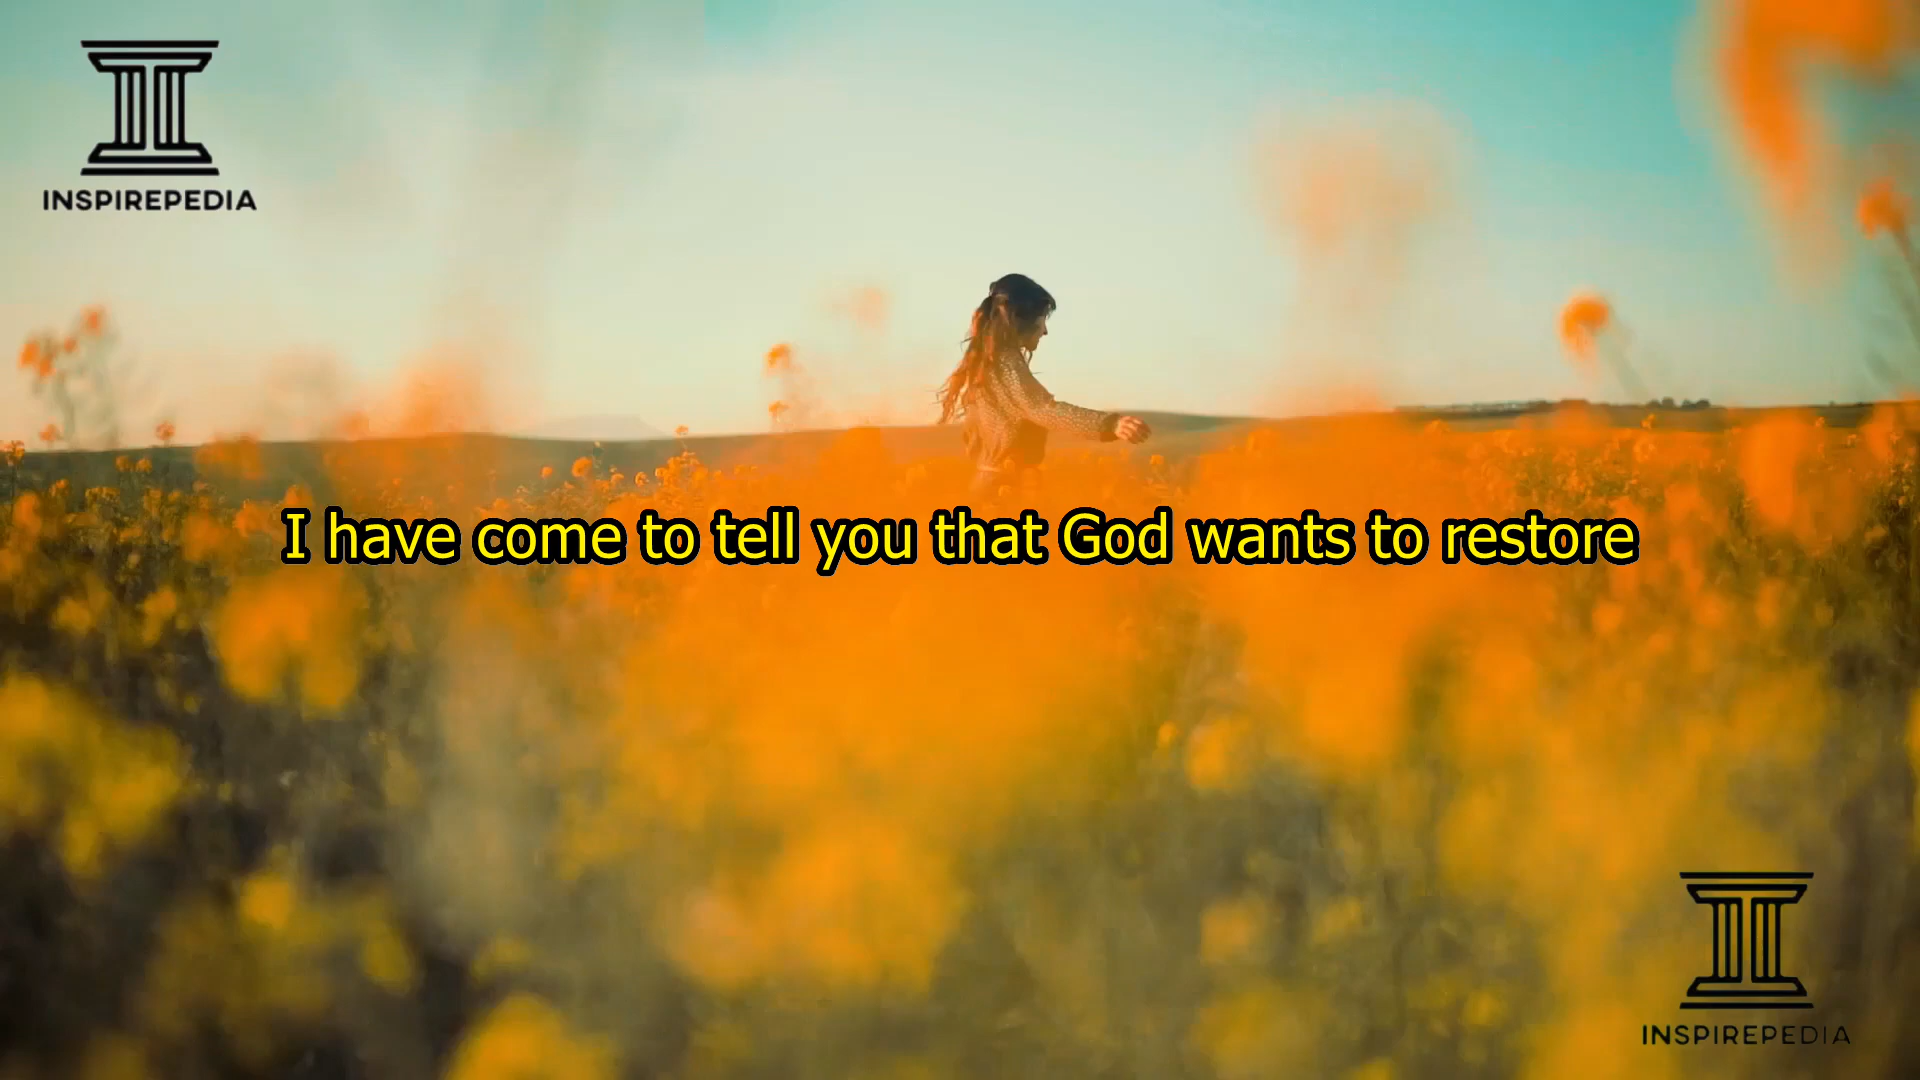 INSPIREPEDIA
I have come to tell you that God wants to restore
INSPIREPEDIA